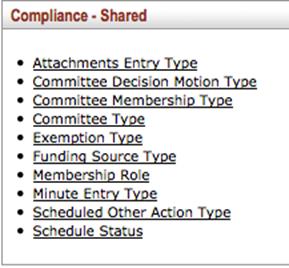 Compliance - Shared
Attachments Entry Type
Committee Decision Motion Type
Committee Membership Type
Committee Type
Exemption Type
Funding Source Type
Membership Role
Minute Entry Type
Scheduled Other Action Type
Schedule Status